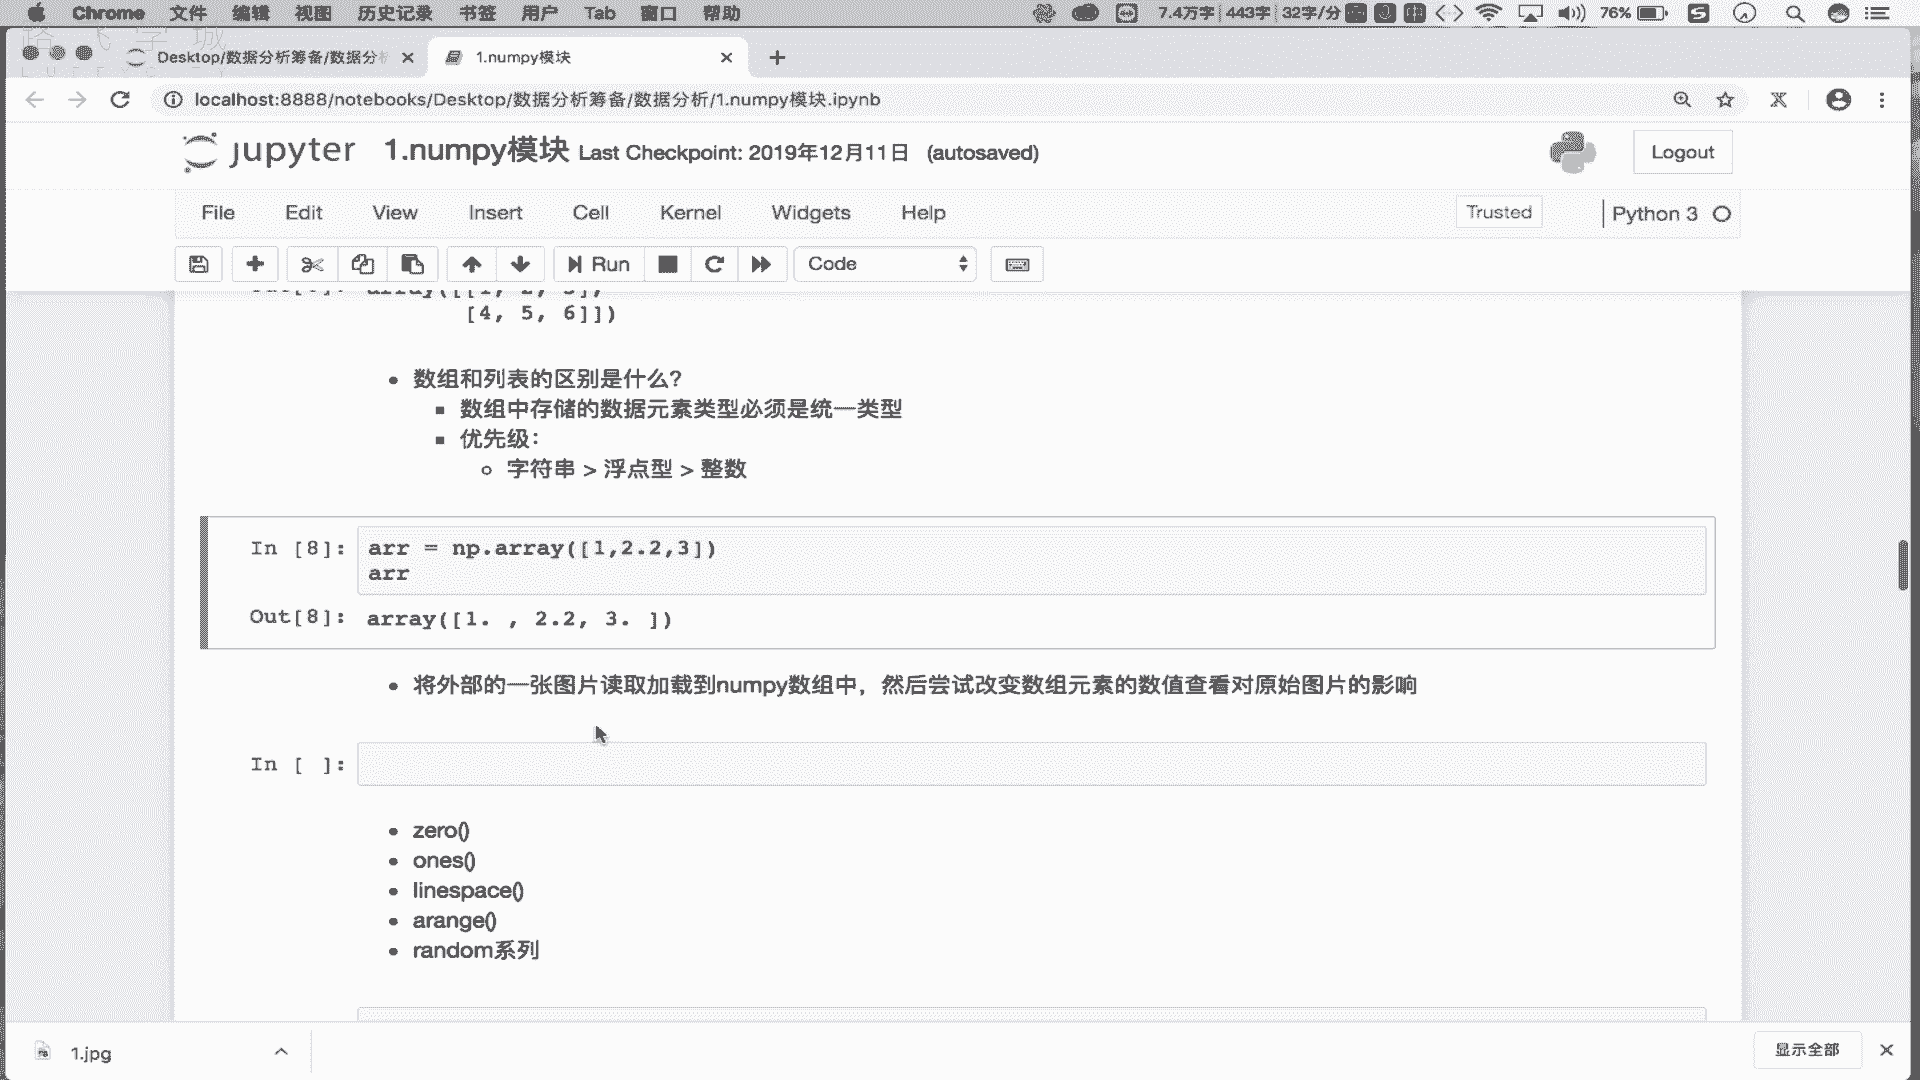 Chrome 文件 编辑 视图 历史记录 书签 用户 Tab 窗口 帮助 7.4万字 443字 32字/分 76%
Desktop/数据分析筹备/数据分 1.numpy模块
localhost:8888/notebooks/Desktop/数据分析筹备/数据分析/1.numpy模块.ipynb
jupyter 1.numpy模块 Last Checkpoint: 2019年12月11日 (autosaved) Logout
File Edit View Insert Cell Kernel Widgets Help Trusted Python 3
Run Code
[4, 5, 6]])
数组和列表的区别是什么?
数组中存储的数据元素类型必须是统一类型
优先级:
字符串 > 浮点型 > 整数
In [8]: arr = np.array([1,2.2,3])
arr
Out[8]: array([1. , 2.2, 3. ])
将外部的一张图片读取加载到numpy数组中，然后尝试改变数组元素的数值查看对原始图片的影响
In [ ]:
zero()
ones()
linespace()
arange()
random系列
1.jpg 显示全部